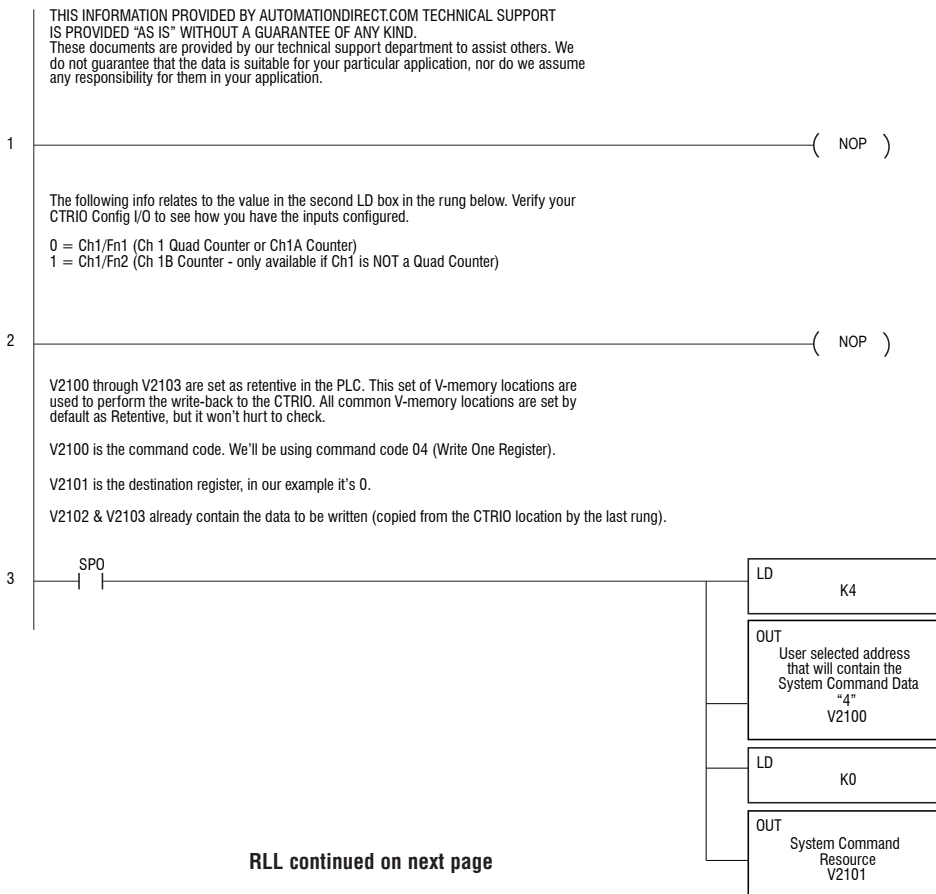 THIS INFORMATION PROVIDED BY AUTOMATIONDIRECT.COM TECHNICAL SUPPORT
IS PROVIDED “AS IS” WITHOUT A GUARANTEE OF ANY KIND.
These documents are provided by our technical support department to assist others. We
do not guarantee that the data is suitable for your particular application, nor do we assume
any responsibility for them in your application.
1
( NOP )
The following info relates to the value in the second LD box in the rung below. Verify your
CTRIO Config I/O to see how you have the inputs configured.
0 = Ch1/Fn1 (Ch 1 Quad Counter or Ch1A Counter)
1 = Ch1/Fn2 (Ch 1B Counter - only available if Ch1 is NOT a Quad Counter)
2
( NOP )
V2100 through V2103 are set as retentive in the PLC. This set of V-memory locations are
used to perform the write-back to the CTRIO. All common V-memory locations are set by
default as Retentive, but it won’t hurt to check.
V2100 is the command code. We’ll be using command code 04 (Write One Register).
V2101 is the destination register, in our example it’s 0.
V2102 & V2103 already contain the data to be written (copied from the CTRIO location by the last rung).
3
SP0
LD
K4
OUT
User selected address
that will contain the
System Command Data
“4”
V2100
LD
K0
OUT
System Command
Resource
V2101
RLL continued on next page